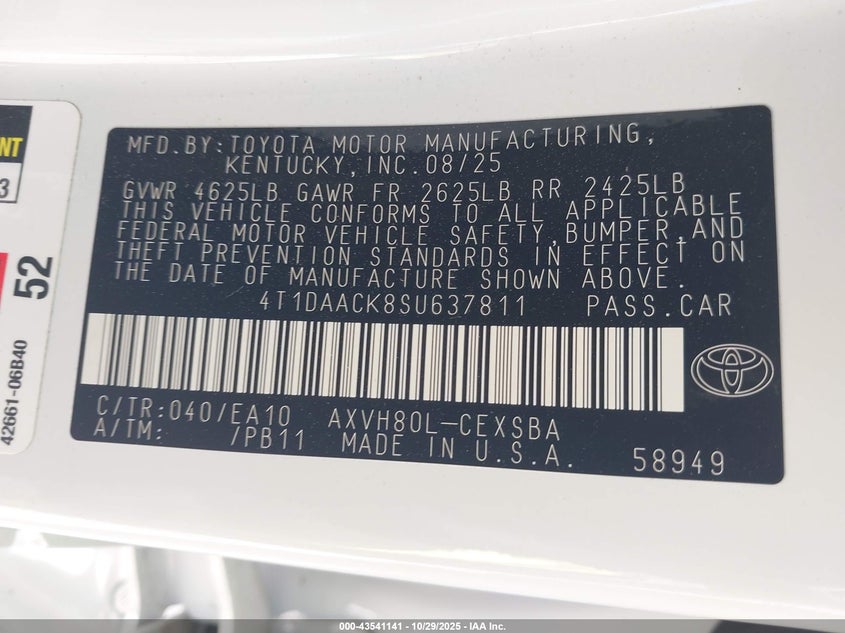 MFD.BY:TOYOTA MOTOR MANUFACTURING,
KENTUCKY,INC.08/25
GVWR 4625LB GAWR FR 2625LB RR 2425LB
THIS VEHICLE CONFORMS TO ALL APPLICABLE
FEDERAL MOTOR VEHICLE SAFETY,BUMPER,AND
THEFT PREVENTION STANDARDS IN EFFECT ON
THE DATE OF MANUFACTURE SHOWN ABOVE.
4T1DAACK8SU637811 PASS.CAR
C/TR:040/EA10 AXVH80L-CEXSBA
A/TM: /PB11 MADE IN U.S.A. 58949
NT
3
52
42661-06B40
000-43541141 - 10/29/2025 - IAA Inc.